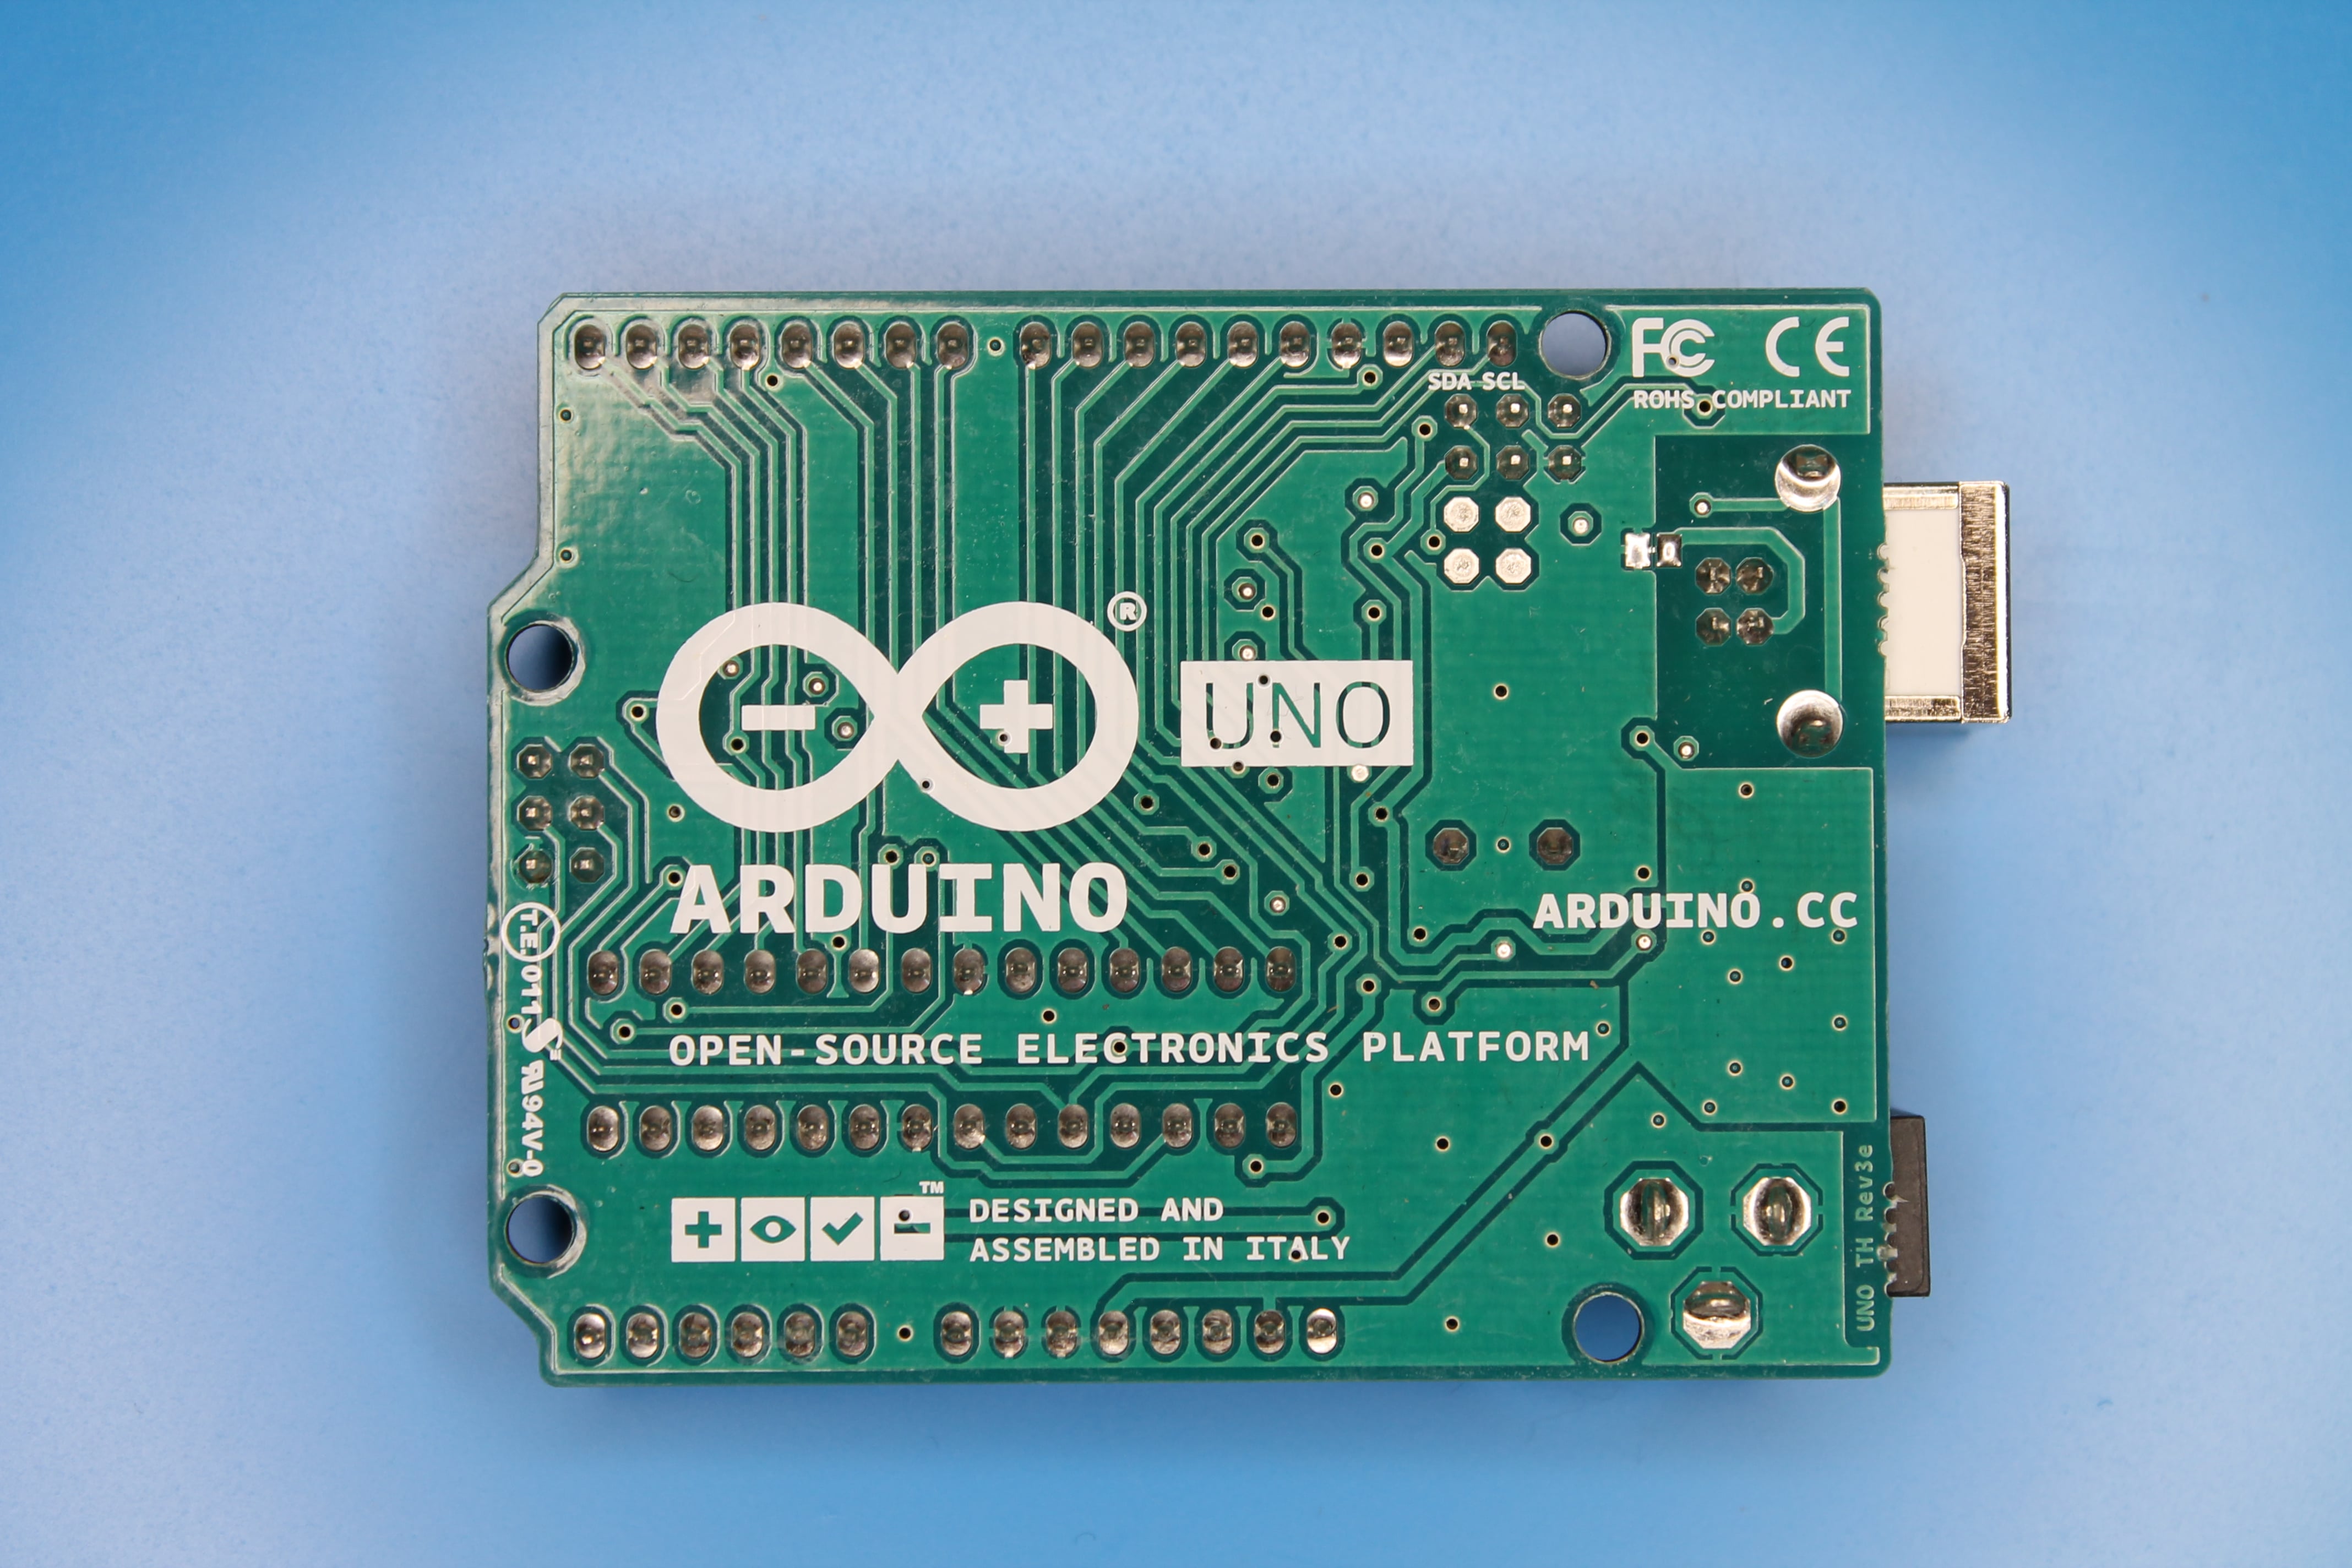 FC CE
SDA SCL
ROHS COMPLIANT
®
UNO
ARDUINO
ARDUINO.CC
T.E. 0111 94V-0
OPEN-SOURCE ELECTRONICS PLATFORM
TM
DESIGNED AND
ASSEMBLED IN ITALY
UNO TH Rev3e